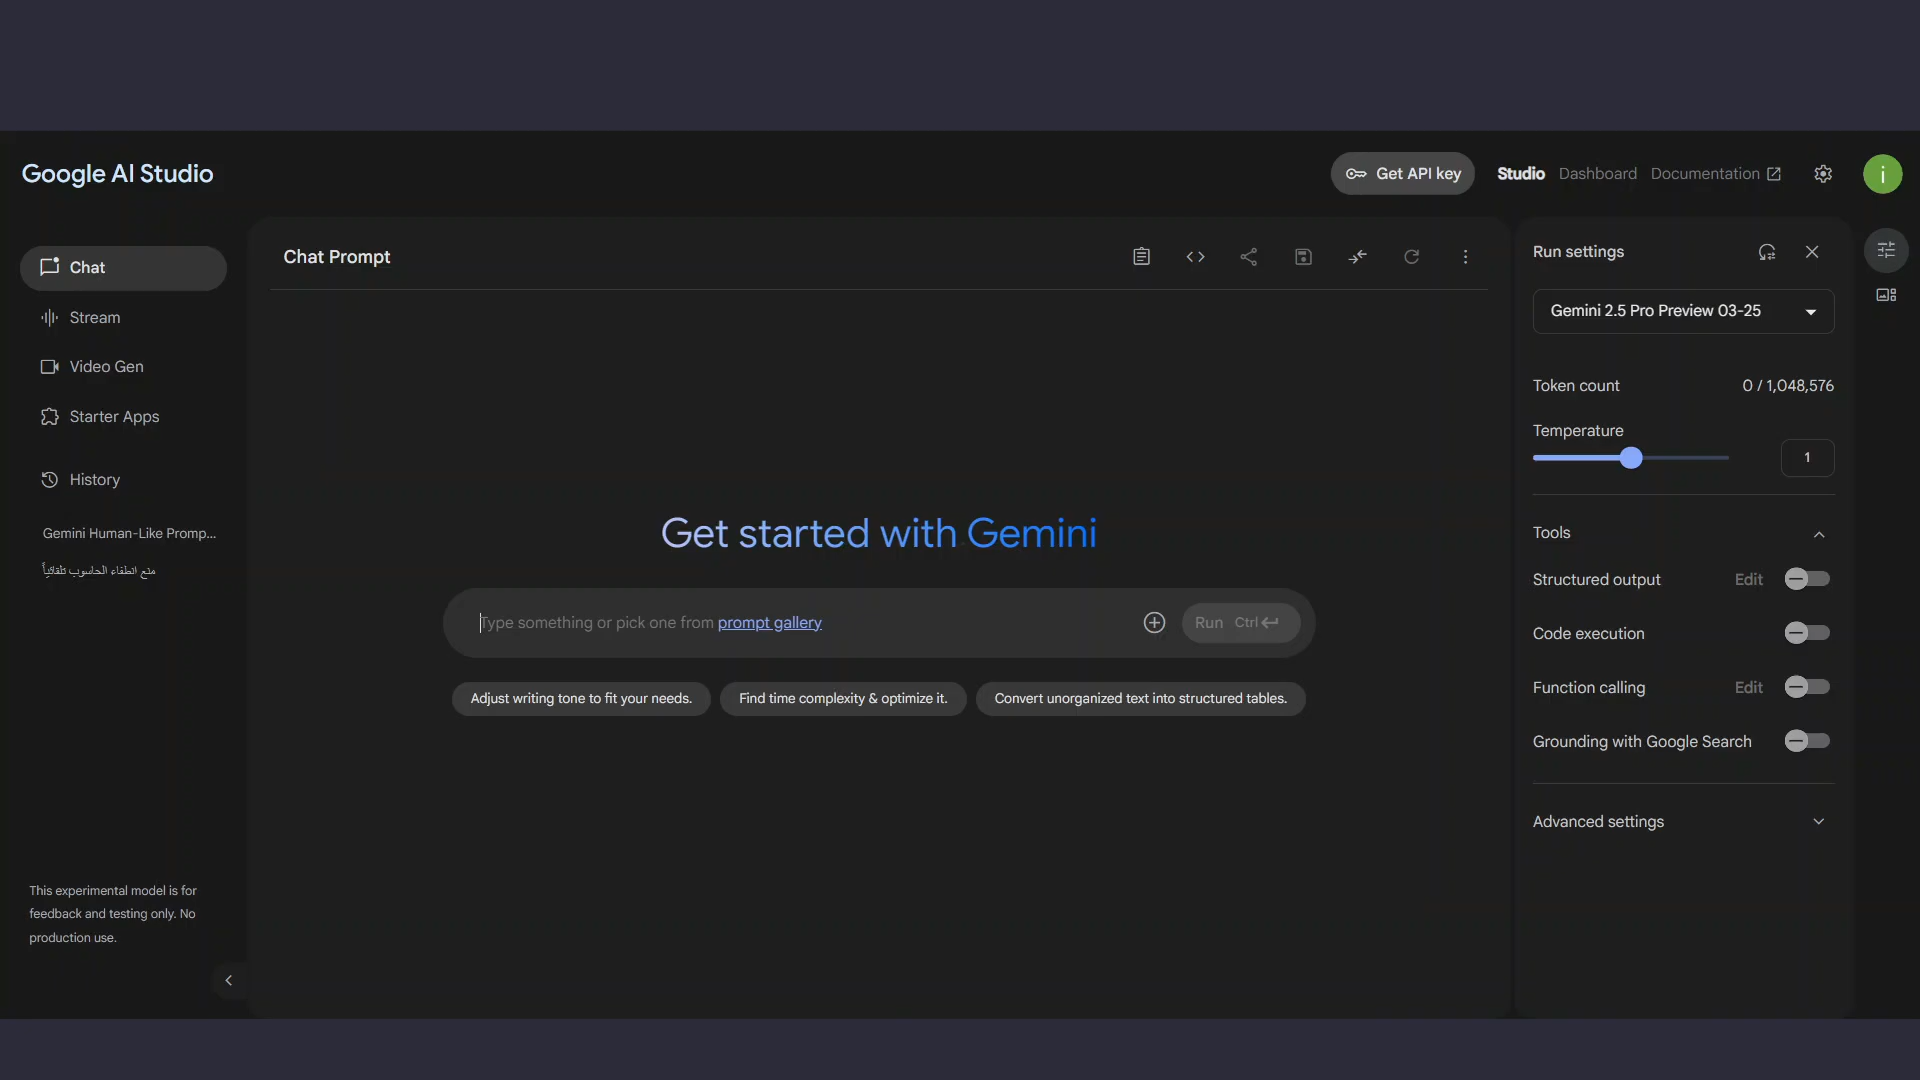 Google AI Studio
Get API key
Studio
Dashboard
Documentation
i
Chat
Stream
Video Gen
Starter Apps
History
Gemini Human-Like Promp...
منع انطفاء الحاسوب تلقائياً
This experimental model is for
feedback and testing only. No
production use.
Chat Prompt
Get started with Gemini
Type something or pick one from prompt gallery
Run Ctrl
Adjust writing tone to fit your needs.
Find time complexity & optimize it.
Convert unorganized text into structured tables.
Run settings
Gemini 2.5 Pro Preview 03-25
Token count 0 / 1,048,576
Temperature
1
Tools
Structured output Edit
Code execution
Function calling Edit
Grounding with Google Search
Advanced settings